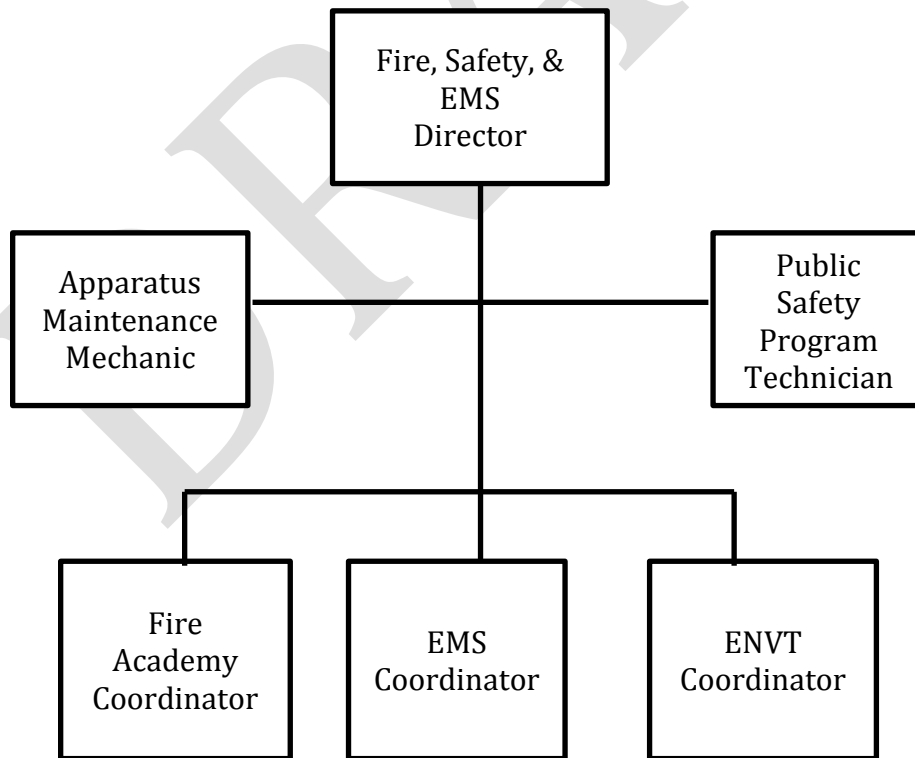 Fire, Safety, &
EMS
Director
Apparatus
Maintenance
Mechanic
Public
Safety
Program
Technician
Fire
Academy
Coordinator
EMS
Coordinator
ENVT
Coordinator